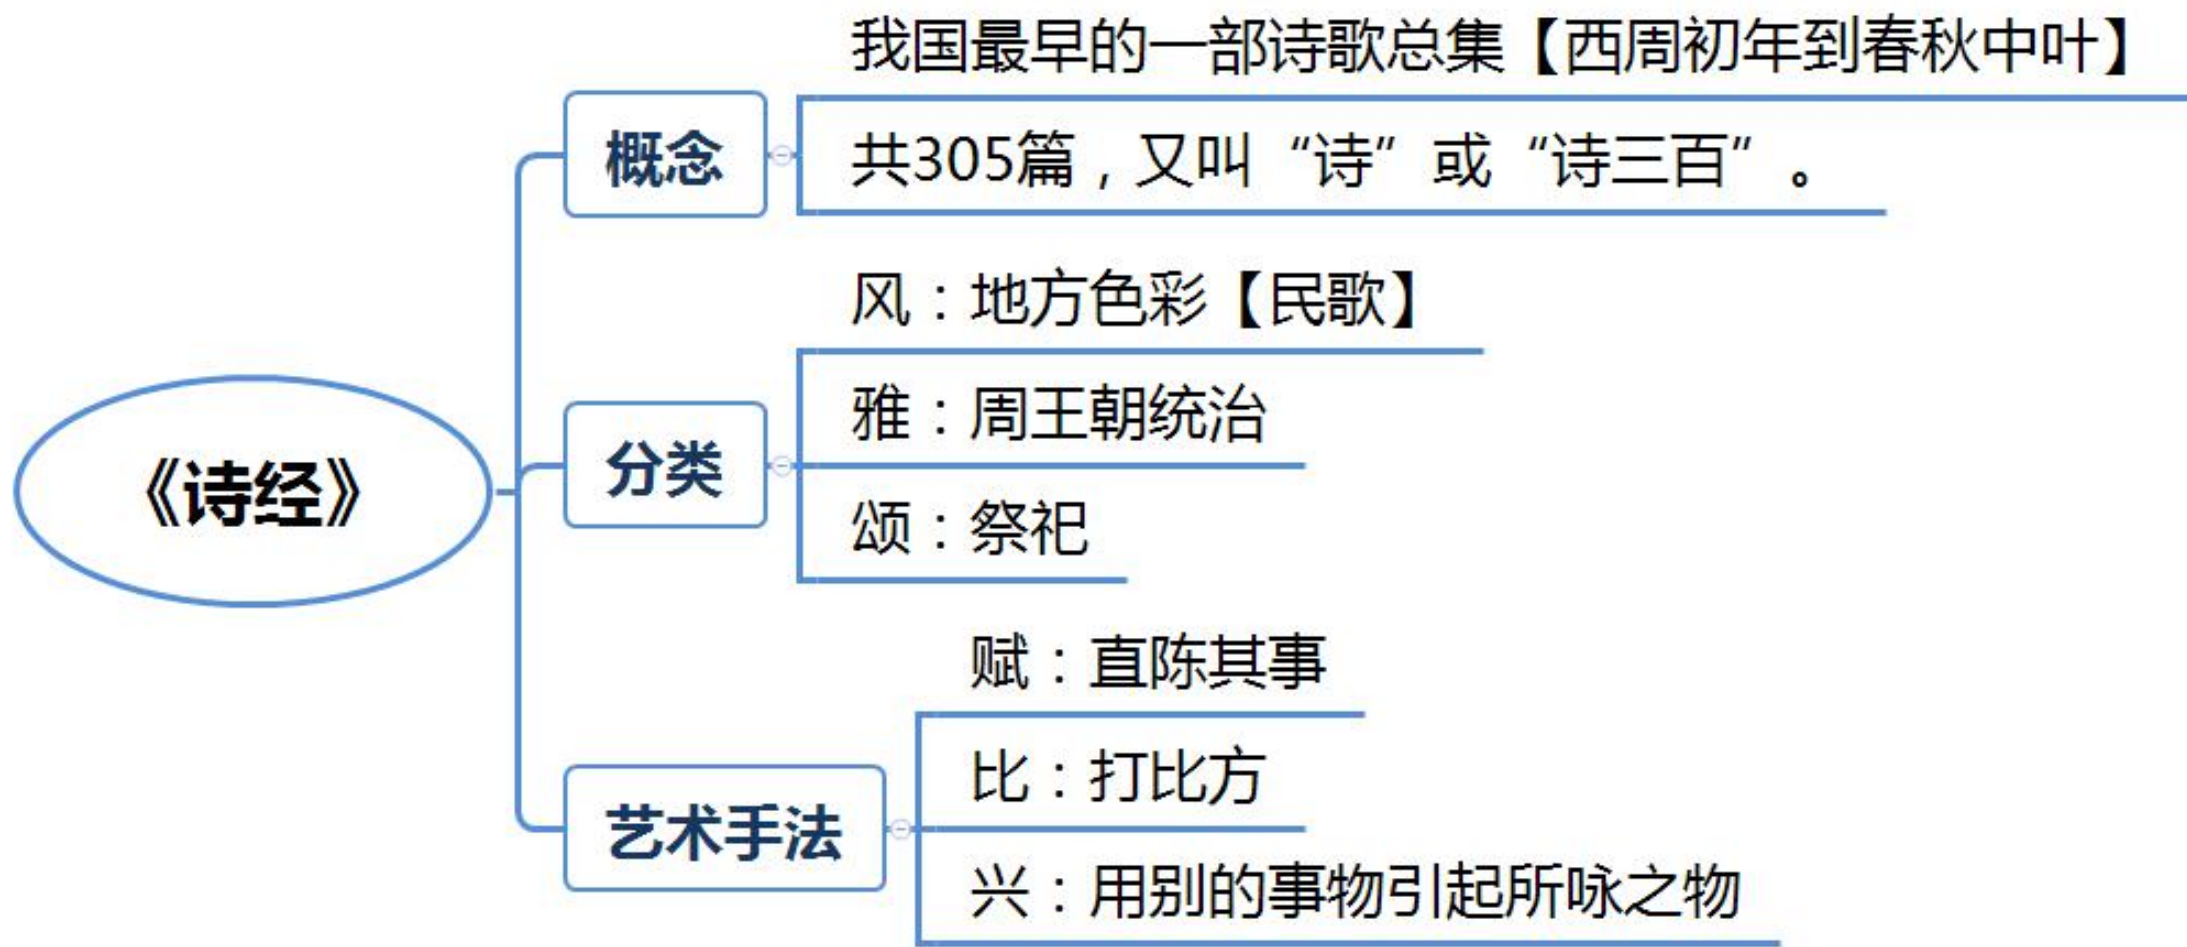 《诗经》
概念
我国最早的一部诗歌总集【西周初年到春秋中叶】
共305篇，又叫“诗”或“诗三百”。
分类
风：地方色彩【民歌】
雅：周王朝统治
颂：祭祀
艺术手法
赋：直陈其事
比：打比方
兴：用别的事物引起所咏之物